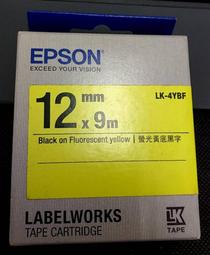 EPSON
EXCEED YOUR VISION
12 mm x 9m
LK-4YBF
Black on Fluorescent yellow | 螢光黃底黑字
LABELWORKS
TAPE CARTRIDGE
LK
TAPE